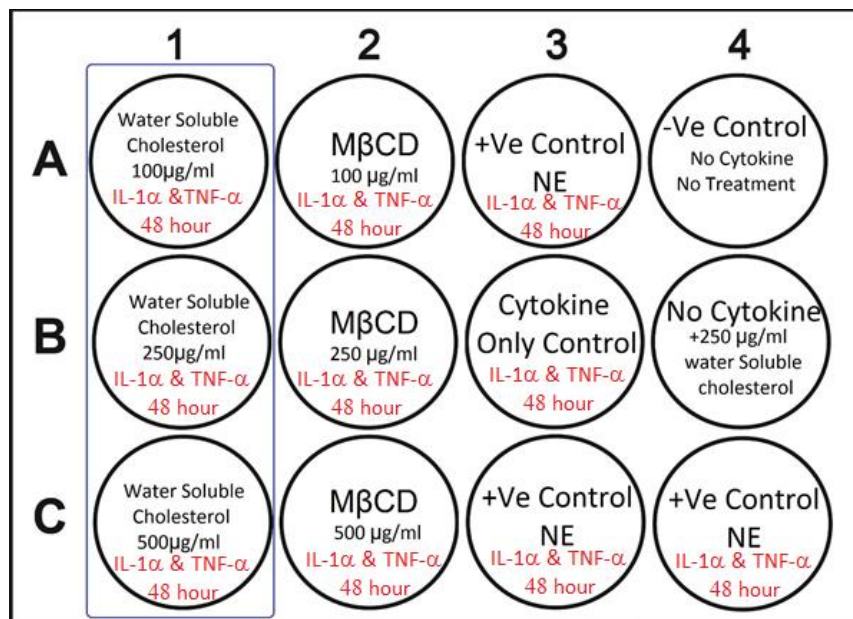 1 2 3 4
A
Water Soluble
Cholesterol
100µg/ml
IL-1α &TNF-α
48 hour
MβCD
100 µg/ml
IL-1α & TNF-α
48 hour
+Ve Control
NE
IL-1α & TNF-α
48 hour
-Ve Control
No Cytokine
No Treatment
B
Water Soluble
Cholesterol
250µg/ml
IL-1α & TNF-α
48 hour
MβCD
250 µg/ml
IL-1α & TNF-α
48 hour
Cytokine
Only Control
IL-1α & TNF-α
48 hour
No Cytokine
+250 µg/ml
water Soluble
cholesterol
C
Water Soluble
Cholesterol
500µg/ml
IL-1α & TNF-α
48 hour
MβCD
500 µg/ml
IL-1α & TNF-α
48 hour
+Ve Control
NE
IL-1α & TNF-α
48 hour
+Ve Control
NE
IL-1α & TNF-α
48 hour